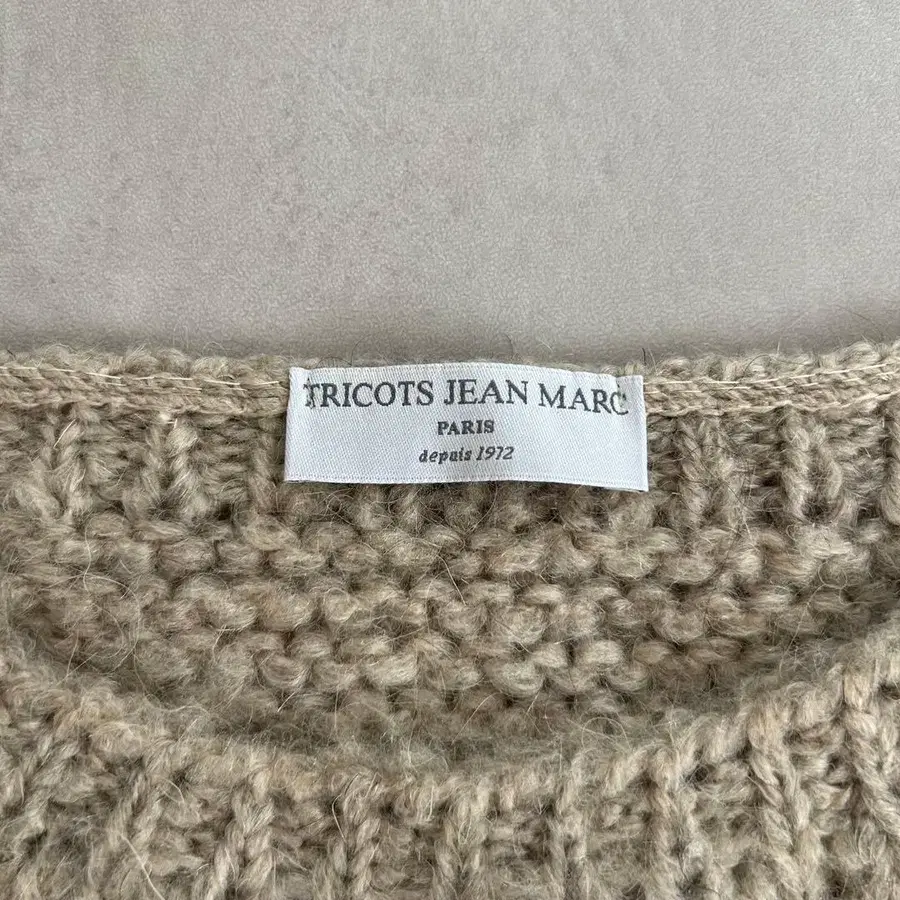 TRICOTS JEAN MARC
PARIS
depuis 1972